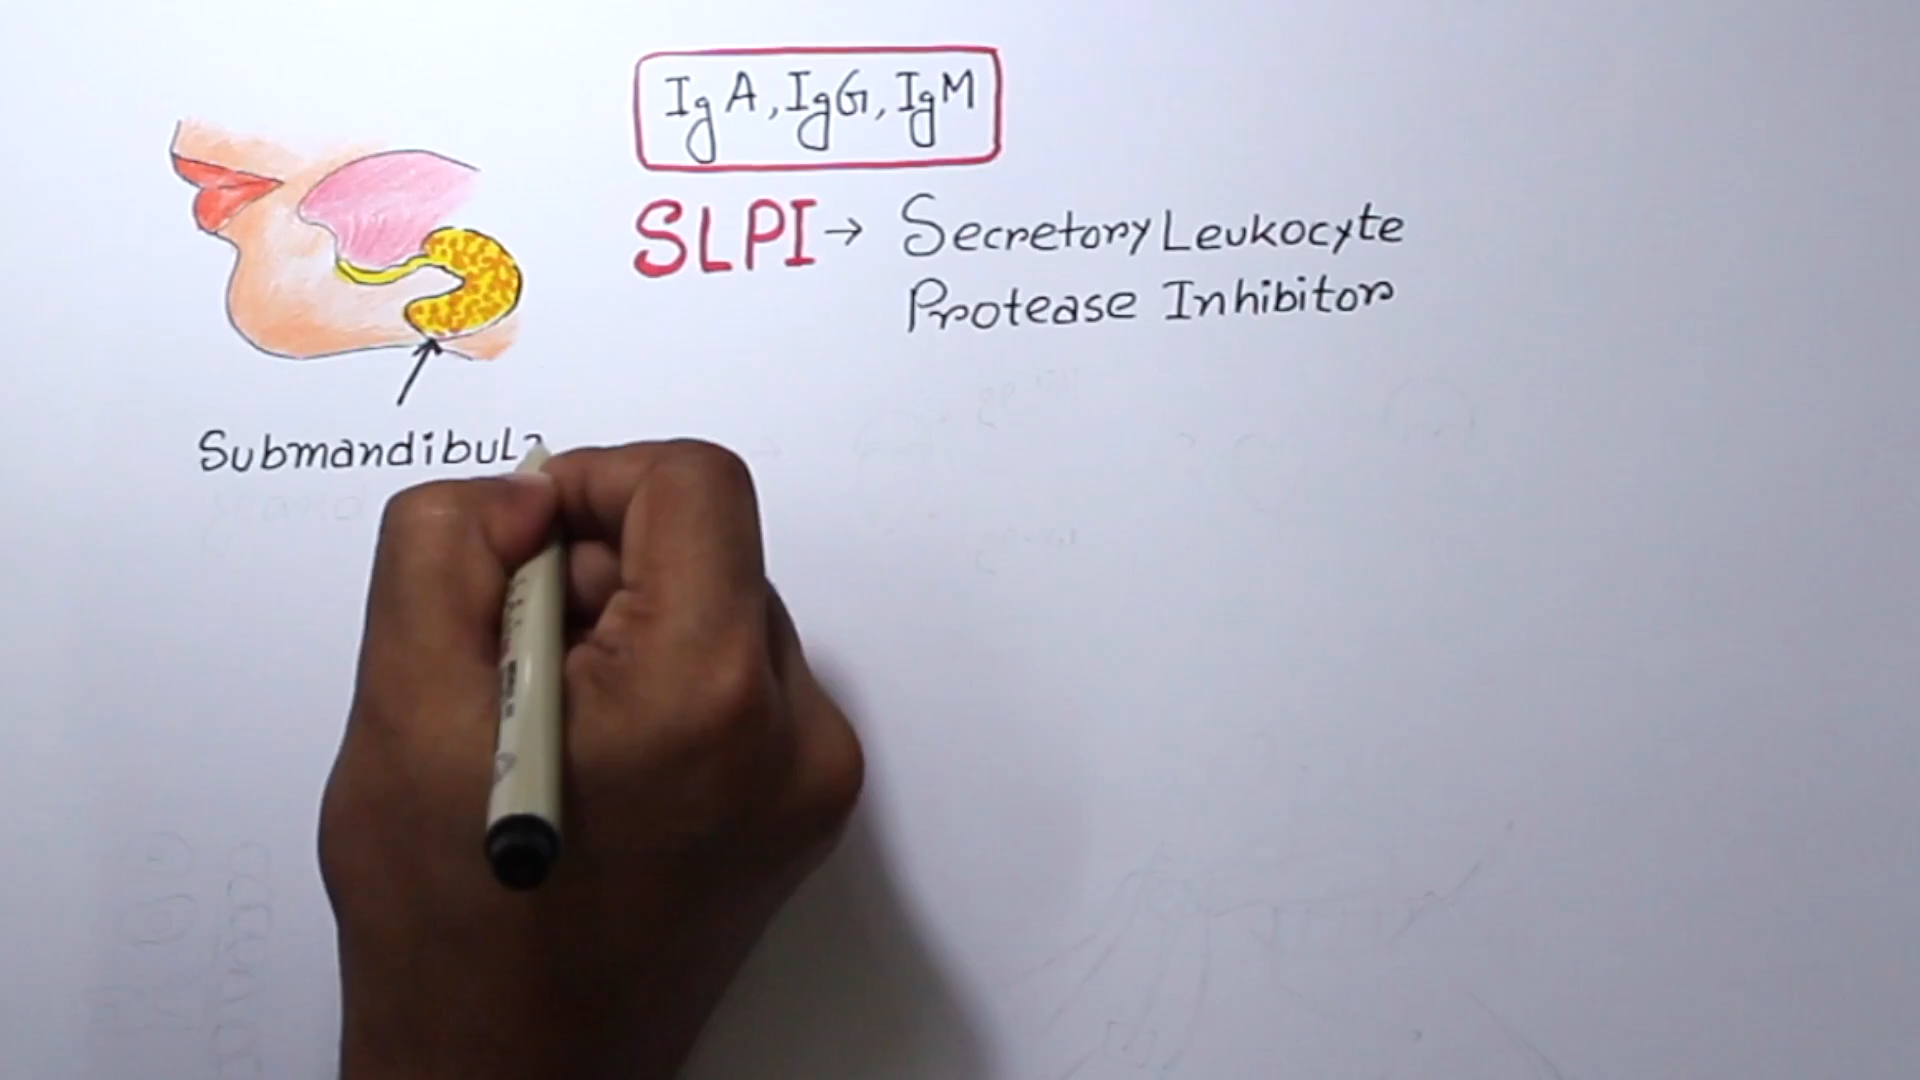 IgA, IgG, IgM
SLPI → Secretory Leukocyte
Protease Inhibitor
Submandibul